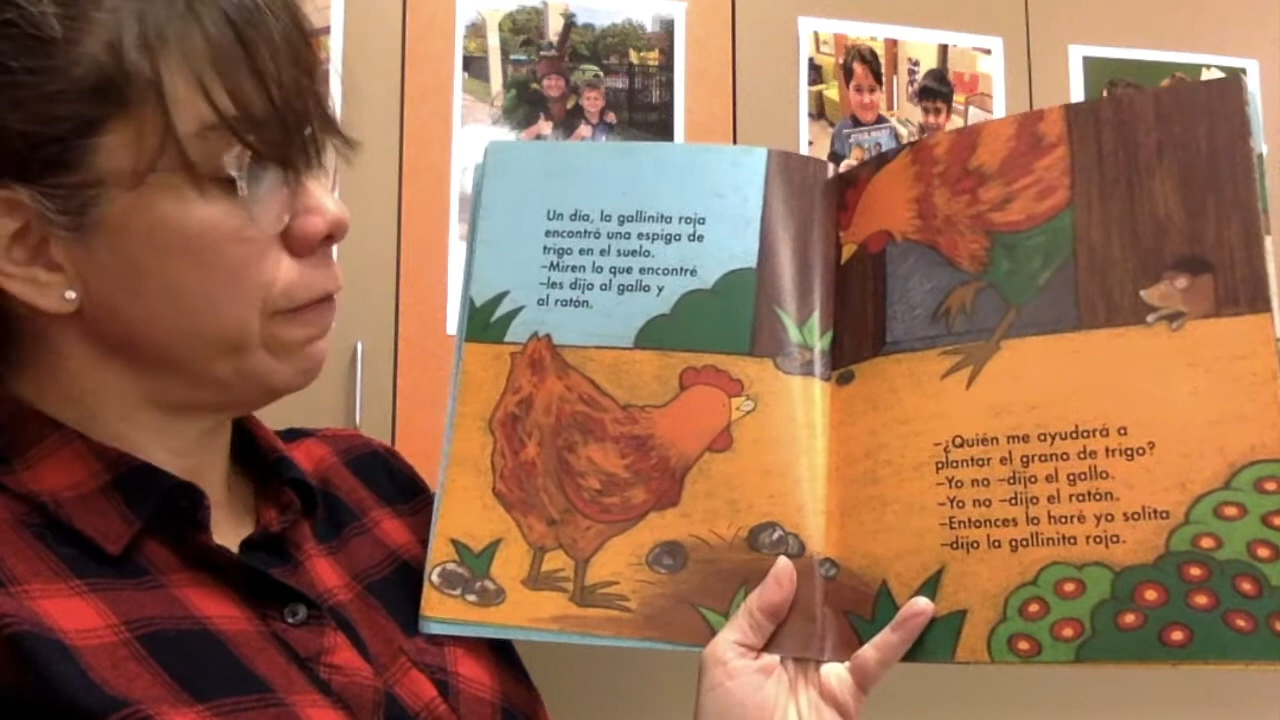 Un día, la gallinita roja
encontró una espiga de
trigo en el suelo.
–Miren lo que encontré
–les dijo al gallo y
al ratón.
–¿Quién me ayudará a
plantar el grano de trigo?
–Yo no –dijo el gallo.
–Yo no –dijo el ratón.
–Entonces lo haré yo solita
–dijo la gallinita roja.
STAR WARS